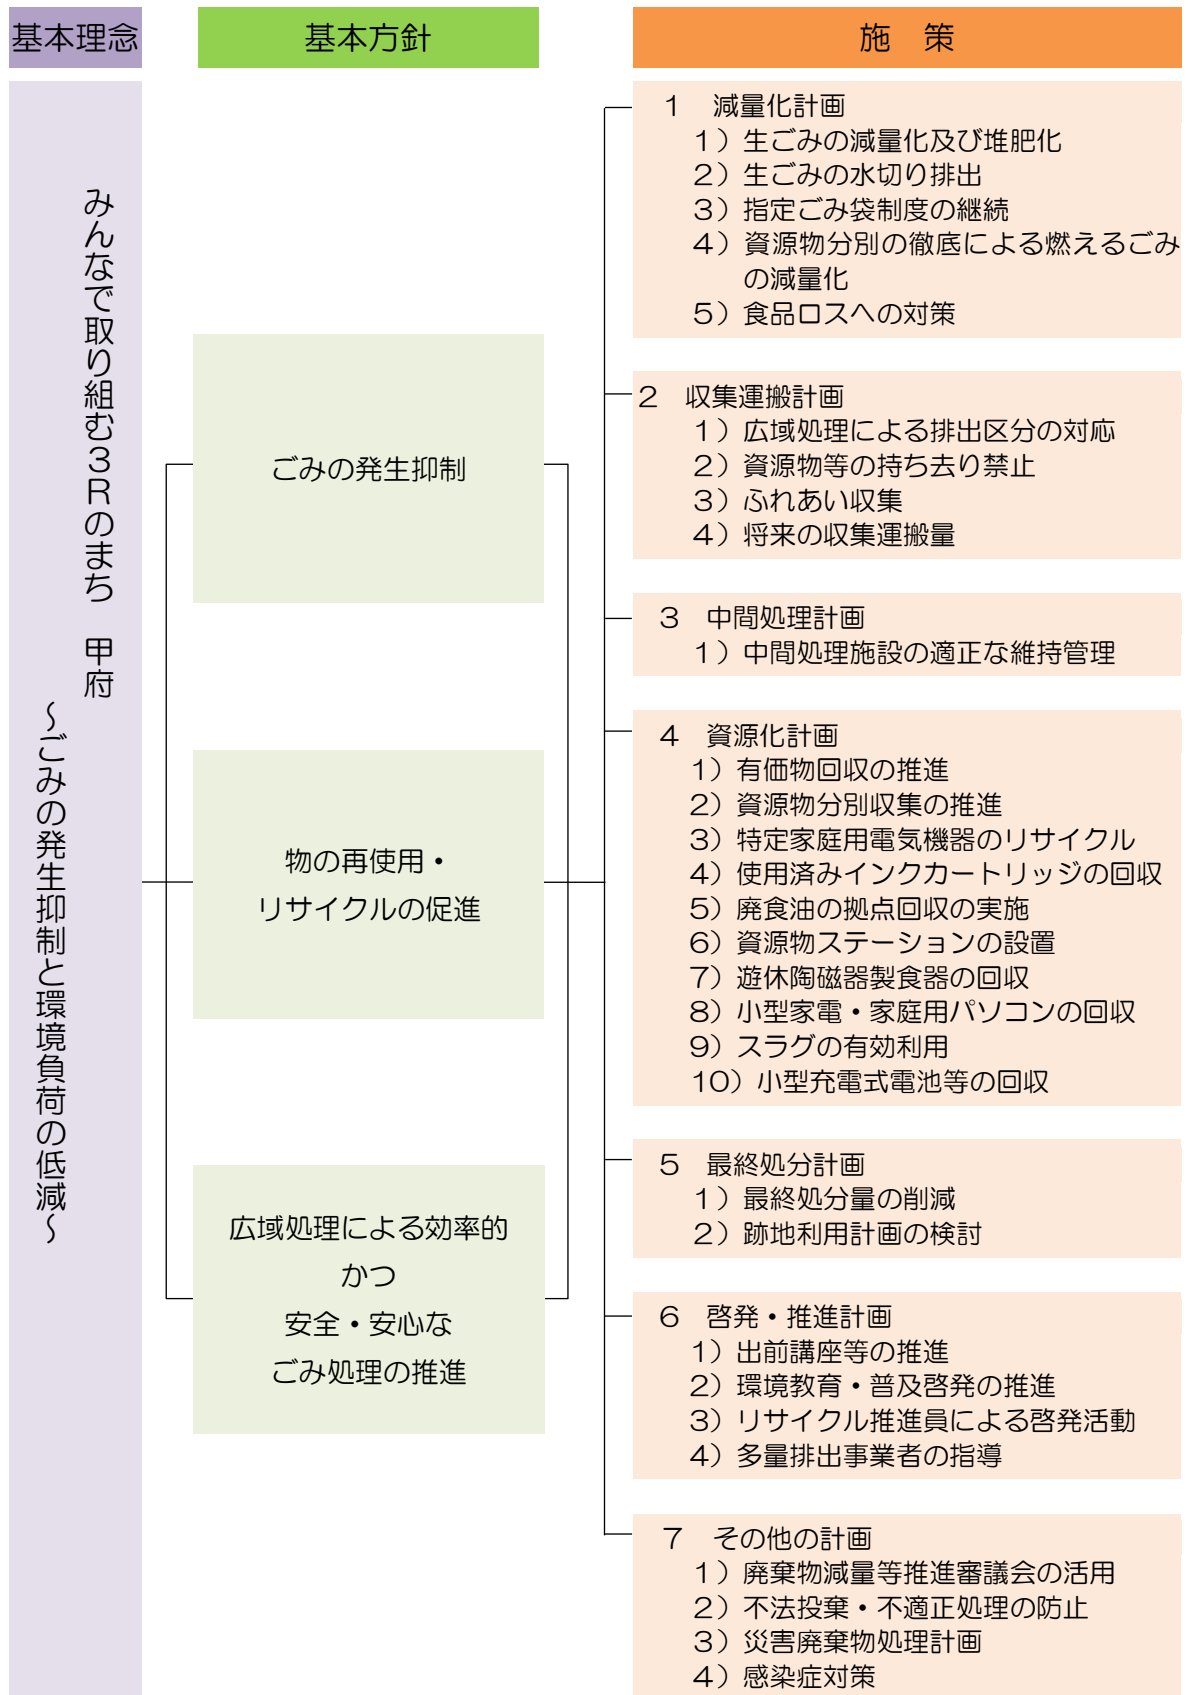 基本理念
基本方針
施　策
みんなで取り組む3Rのまち　甲府
～ごみの発生抑制と環境負荷の低減～
ごみの発生抑制
物の再使用・
リサイクルの促進
広域処理による効率的
かつ
安全・安心な
ごみ処理の推進
1　減量化計画
1）生ごみの減量化及び堆肥化
2）生ごみの水切り排出
3）指定ごみ袋制度の継続
4）資源物分別の徹底による燃えるごみ
の減量化
5）食品ロスへの対策
2　収集運搬計画
1）広域処理による排出区分の対応
2）資源物等の持ち去り禁止
3）ふれあい収集
4）将来の収集運搬量
3　中間処理計画
1）中間処理施設の適正な維持管理
4　資源化計画
1）有価物回収の推進
2）資源物分別収集の推進
3）特定家庭用電気機器のリサイクル
4）使用済みインクカートリッジの回収
5）廃食油の拠点回収の実施
6）資源物ステーションの設置
7）遊休陶磁器製食器の回収
8）小型家電・家庭用パソコンの回収
9）スラグの有効利用
10）小型充電式電池等の回収
5　最終処分計画
1）最終処分量の削減
2）跡地利用計画の検討
6　啓発・推進計画
1）出前講座等の推進
2）環境教育・普及啓発の推進
3）リサイクル推進員による啓発活動
4）多量排出事業者の指導
7　その他の計画
1）廃棄物減量等推進審議会の活用
2）不法投棄・不適正処理の防止
3）災害廃棄物処理計画
4）感染症対策